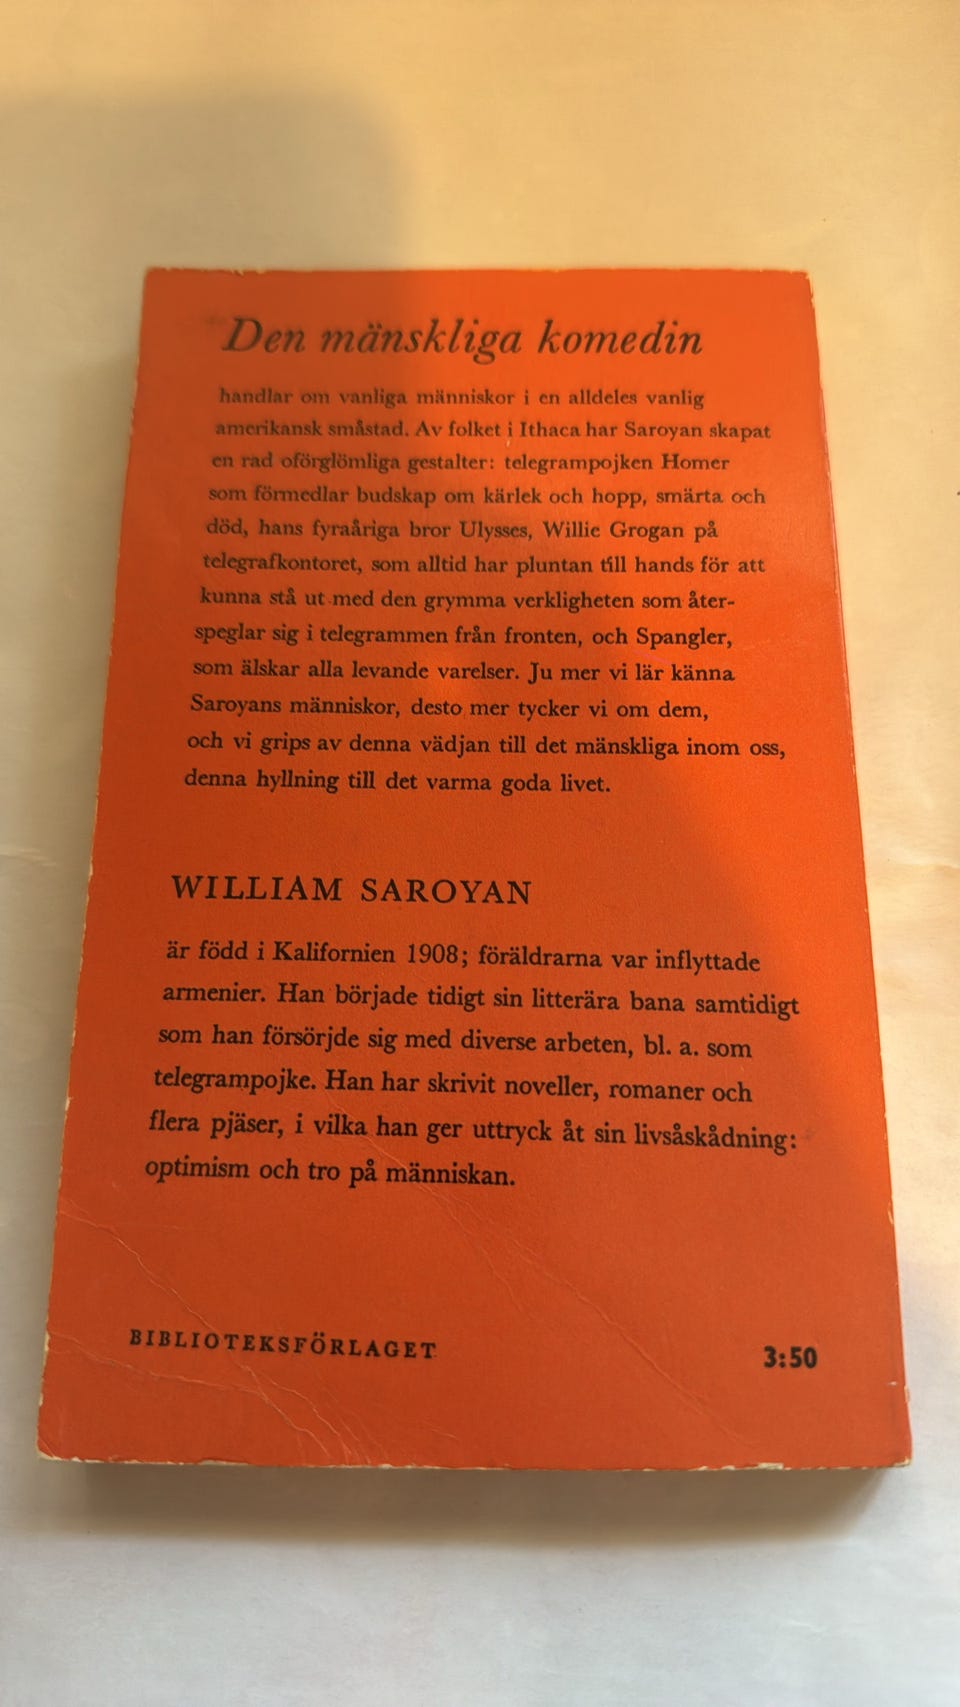 Den mänskliga komedin
handlar om vanliga människor i en alldeles vanlig
amerikansk småstad. Av folket i Ithaca har Saroyan skapat
en rad oförglömliga gestalter: telegrampojken Homer
som förmedlar budskap om kärlek och hopp, smärta och
död, hans fyraåriga bror Ulysses, Willie Grogan på
telegrafkontoret, som alltid har pluntan till hands för att
kunna stå ut med den grymma verkligheten som åter-
speglar sig i telegrammen från fronten, och Spangler,
som älskar alla levande varelser. Ju mer vi lär känna
Saroyans människor, desto mer tycker vi om dem,
och vi grips av denna vädjan till det mänskliga inom oss,
denna hyllning till det varma goda livet.
WILLIAM SAROYAN
är född i Kalifornien 1908; föräldrarna var inflyttade
armenier. Han började tidigt sin litterära bana samtidigt
som han försörjde sig med diverse arbeten, bl. a. som
telegrampojke. Han har skrivit noveller, romaner och
flera pjäser, i vilka han ger uttryck åt sin livsåskådning:
optimism och tro på människan.
BIBLIOTEKSFÖRLAGET
3:50